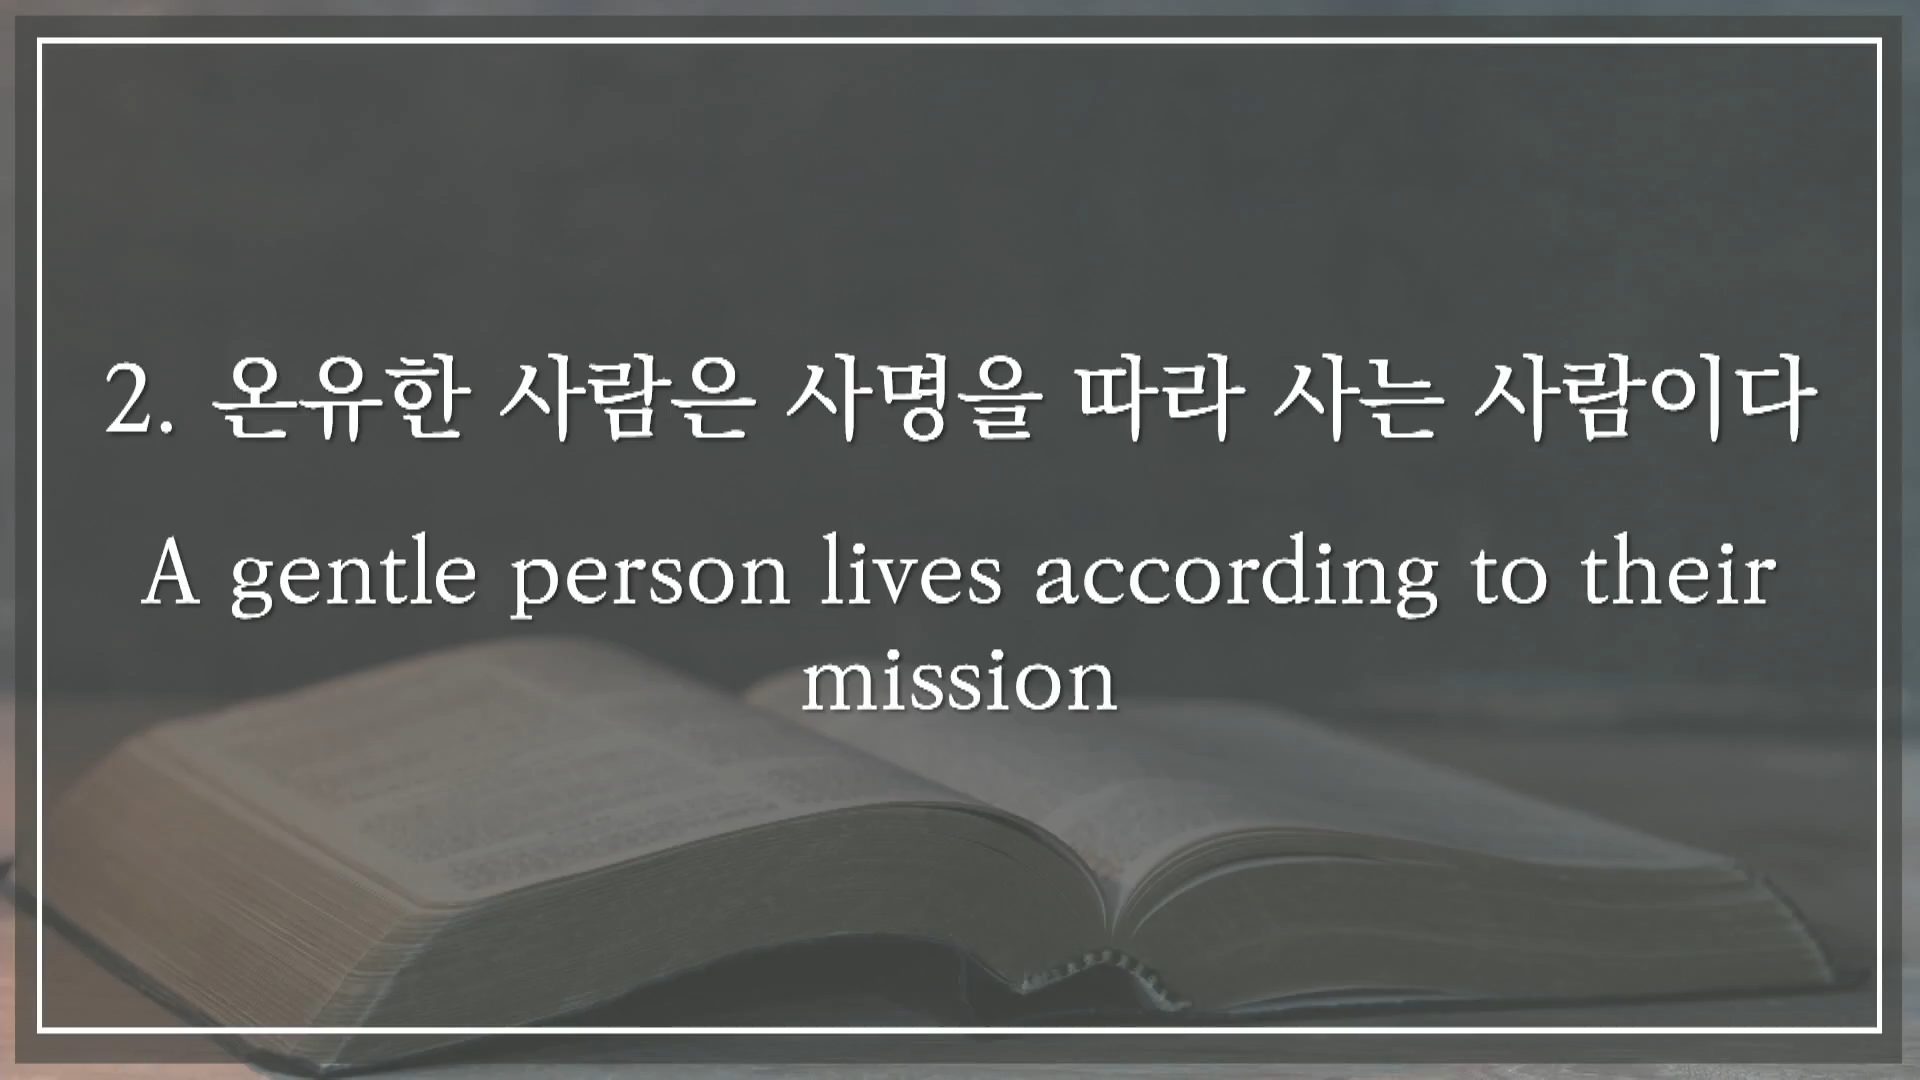 2. 온유한 사람은 사명을 따라 사는 사람이다
A gentle person lives according to their
mission